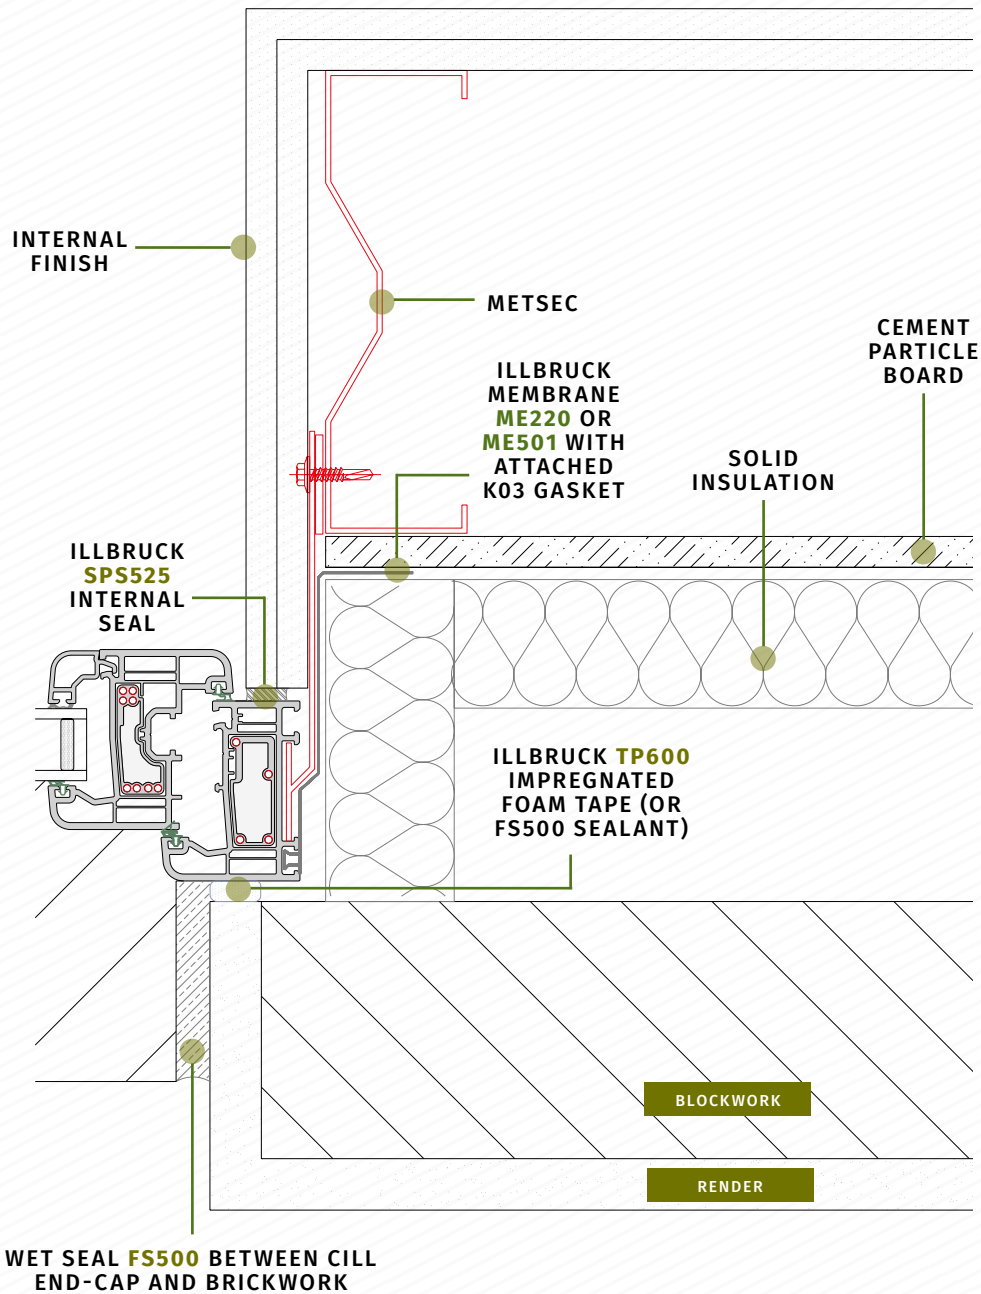 INTERNAL
FINISH
METSEC
CEMENT
PARTICLE
BOARD
ILLBRUCK
MEMBRANE
ME220 OR
ME501 WITH
ATTACHED
K03 GASKET
SOLID
INSULATION
ILLBRUCK
SPS525
INTERNAL
SEAL
ILLBRUCK TP600
IMPREGNATED
FOAM TAPE (OR
FS500 SEALANT)
BLOCKWORK
RENDER
WET SEAL FS500 BETWEEN CILL
END-CAP AND BRICKWORK